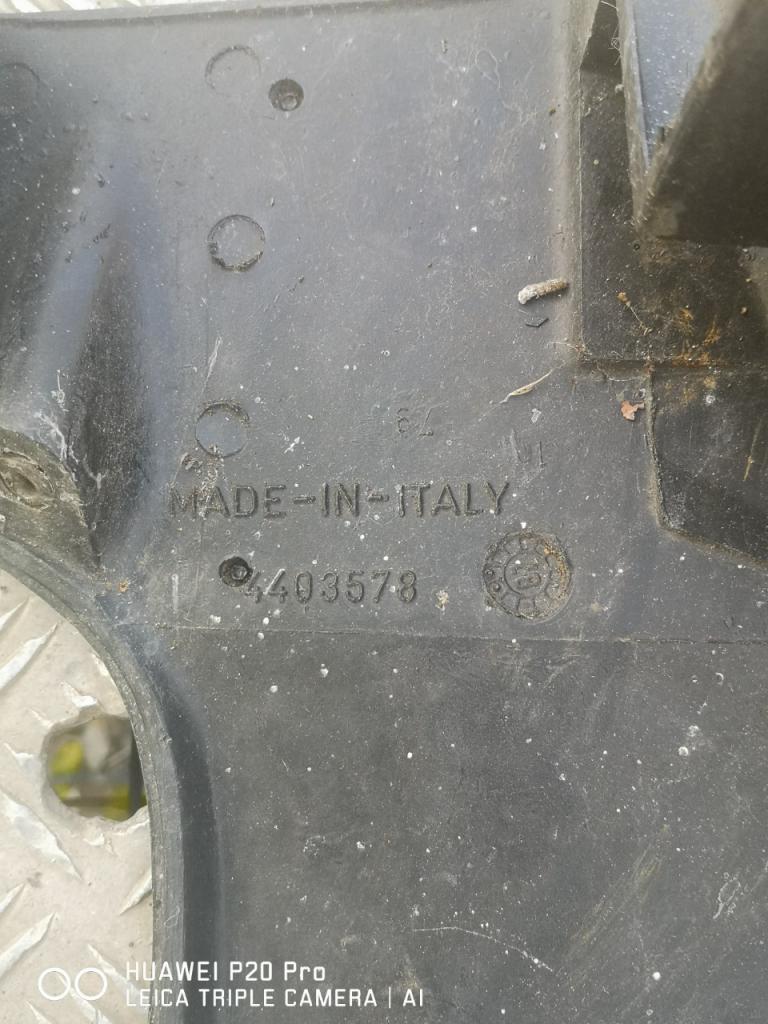 MADE-IN-ITALY
4403578
HUAWEI P20 Pro
LEICA TRIPLE CAMERA | AI